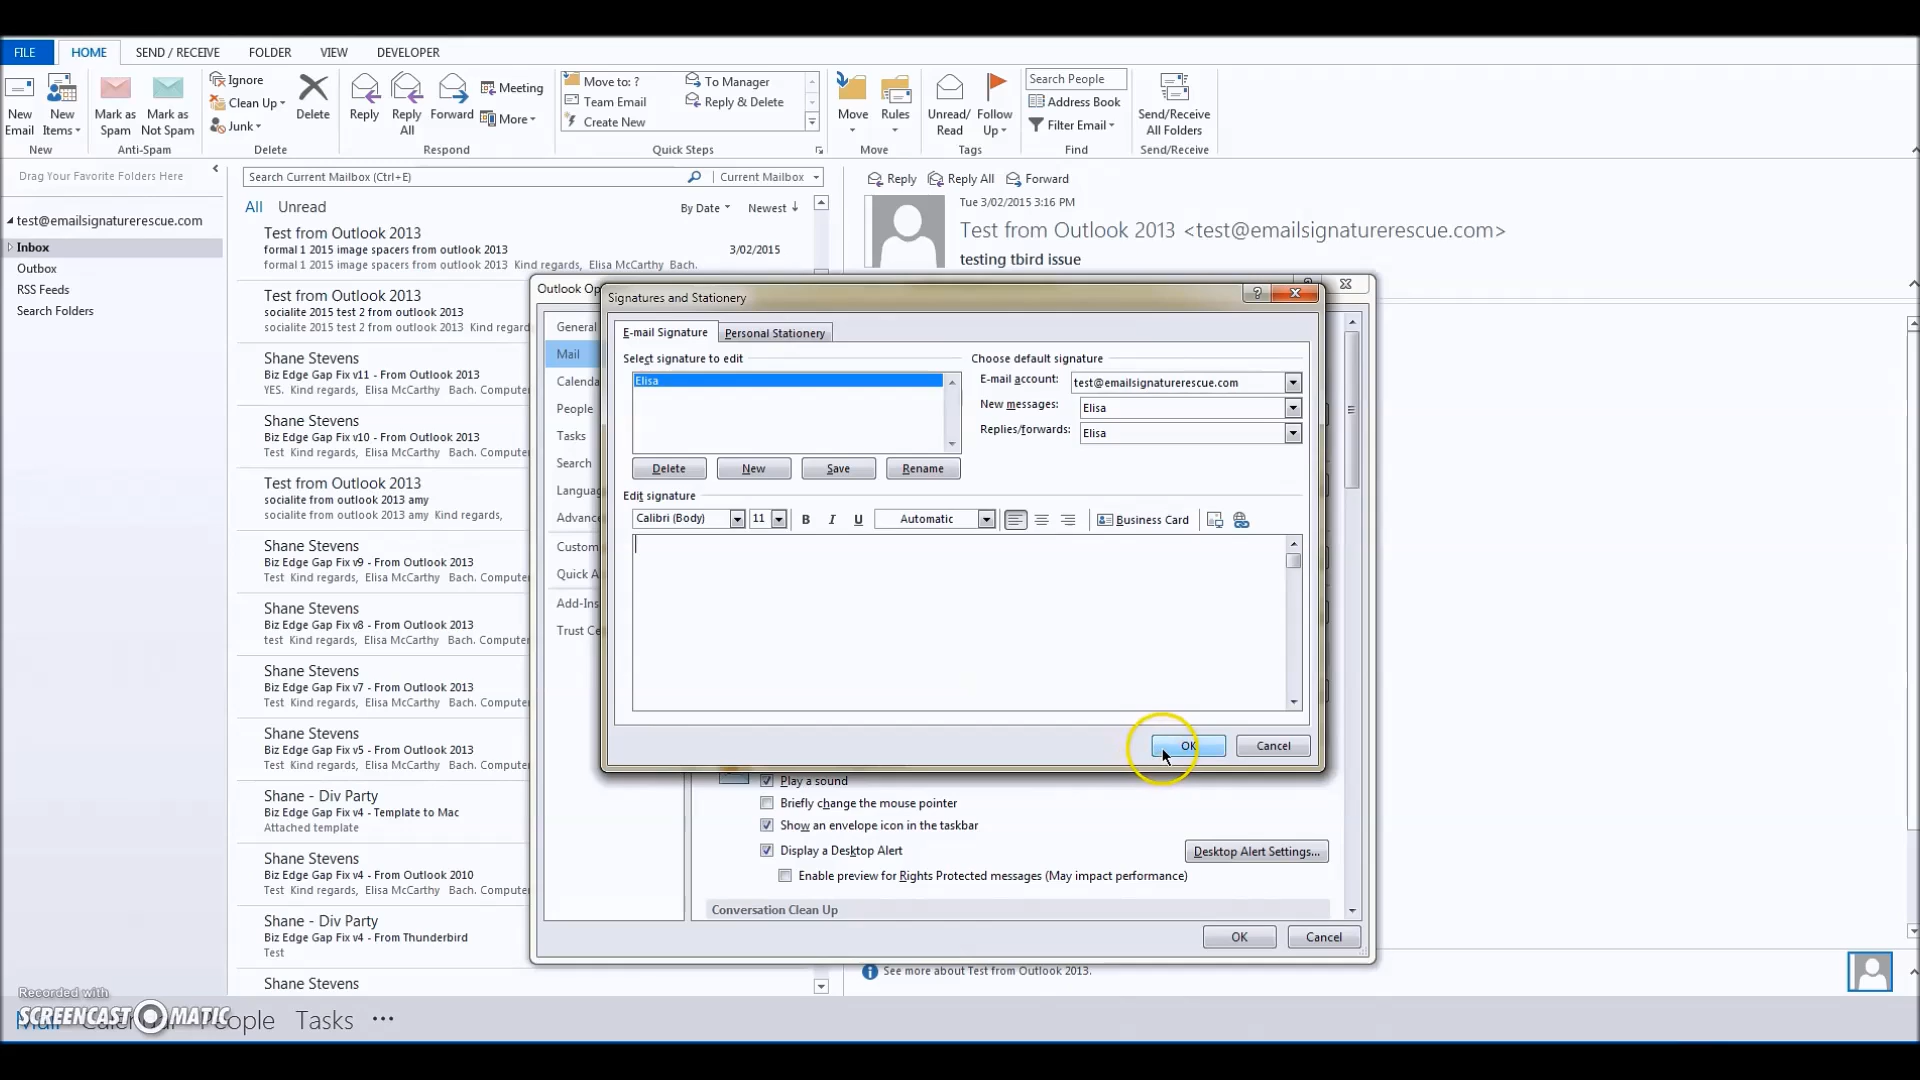 FILE HOME SEND / RECEIVE FOLDER VIEW DEVELOPER
New Email
New Items
New
Mark as Spam
Mark as Not Spam
Anti-Spam
Ignore
Clean Up
Junk
Delete
Delete
Reply
Reply All
Forward
Meeting
More
Respond
Move to: ?
Team Email
Create New
To Manager
Reply & Delete
Quick Steps
Move
Rules
Move
Unread/ Read
Follow Up
Tags
Search People
Address Book
Filter Email
Find
Send/Receive All Folders
Send/Receive
Drag Your Favorite Folders Here
test@emailsignaturerescue.com
Inbox
Outbox
RSS Feeds
Search Folders
Search Current Mailbox (Ctrl+E) Current Mailbox
All Unread By Date Newest
Test from Outlook 2013
formal 1 2015 image spacers from outlook 2013 3/02/2015
formal 1 2015 image spacers from outlook 2013 Kind regards, Elisa McCarthy Bach.
Test from Outlook 2013
socialite 2015 test 2 from outlook 2013
socialite 2015 test 2 from outlook 2013 Kind regard
Shane Stevens
Biz Edge Gap Fix v11 - From Outlook 2013
YES. Kind regards, Elisa McCarthy Bach. Compute
Shane Stevens
Biz Edge Gap Fix v10 - From Outlook 2013
Test Kind regards, Elisa McCarthy Bach. Computer
Test from Outlook 2013
socialite from outlook 2013 amy
socialite from outlook 2013 amy Kind regards,
Shane Stevens
Biz Edge Gap Fix v9 - From Outlook 2013
Test Kind regards, Elisa McCarthy Bach. Computer
Shane Stevens
Biz Edge Gap Fix v8 - From Outlook 2013
test Kind regards, Elisa McCarthy Bach. Computer
Shane Stevens
Biz Edge Gap Fix v7 - From Outlook 2013
Test Kind regards, Elisa McCarthy Bach. Computer
Shane Stevens
Biz Edge Gap Fix v5 - From Outlook 2013
Test Kind regards, Elisa McCarthy Bach. Computer
Shane - Div Party
Biz Edge Gap Fix v4 - Template to Mac
Attached template
Shane Stevens
Biz Edge Gap Fix v4 - From Outlook 2010
Test Kind regards, Elisa McCarthy Bach. Computer
Shane - Div Party
Biz Edge Gap Fix v4 - From Thunderbird
Test
Shane Stevens
Reply Reply All Forward
Tue 3/02/2015 3:16 PM
Test from Outlook 2013 <test@emailsignaturerescue.com>
testing tbird issue
Outlook Op
General
Mail
Calenda
People
Tasks
Search
Languag
Advance
Custom
Quick A
Add-Ins
Trust Ce
Signatures and Stationery
E-mail Signature Personal Stationery
Select signature to edit
Elisa
Delete New Save Rename
Choose default signature
E-mail account: test@emailsignaturerescue.com
New messages: Elisa
Replies/forwards: Elisa
Edit signature
Calibri (Body) 11 B I U Automatic Business Card
OK Cancel
Play a sound
Briefly change the mouse pointer
Show an envelope icon in the taskbar
Display a Desktop Alert Desktop Alert Settings...
Enable preview for Rights Protected messages (May impact performance)
Conversation Clean Up
OK Cancel
See more about Test from Outlook 2013.
Recorded with
SCREENCAST MATIC
Mail Calendar People Tasks •••